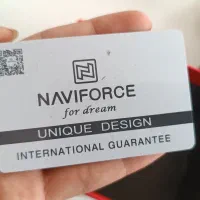 NAVIFORCE
for dream
UNIQUE DESIGN
INTERNATIONAL GUARANTEE